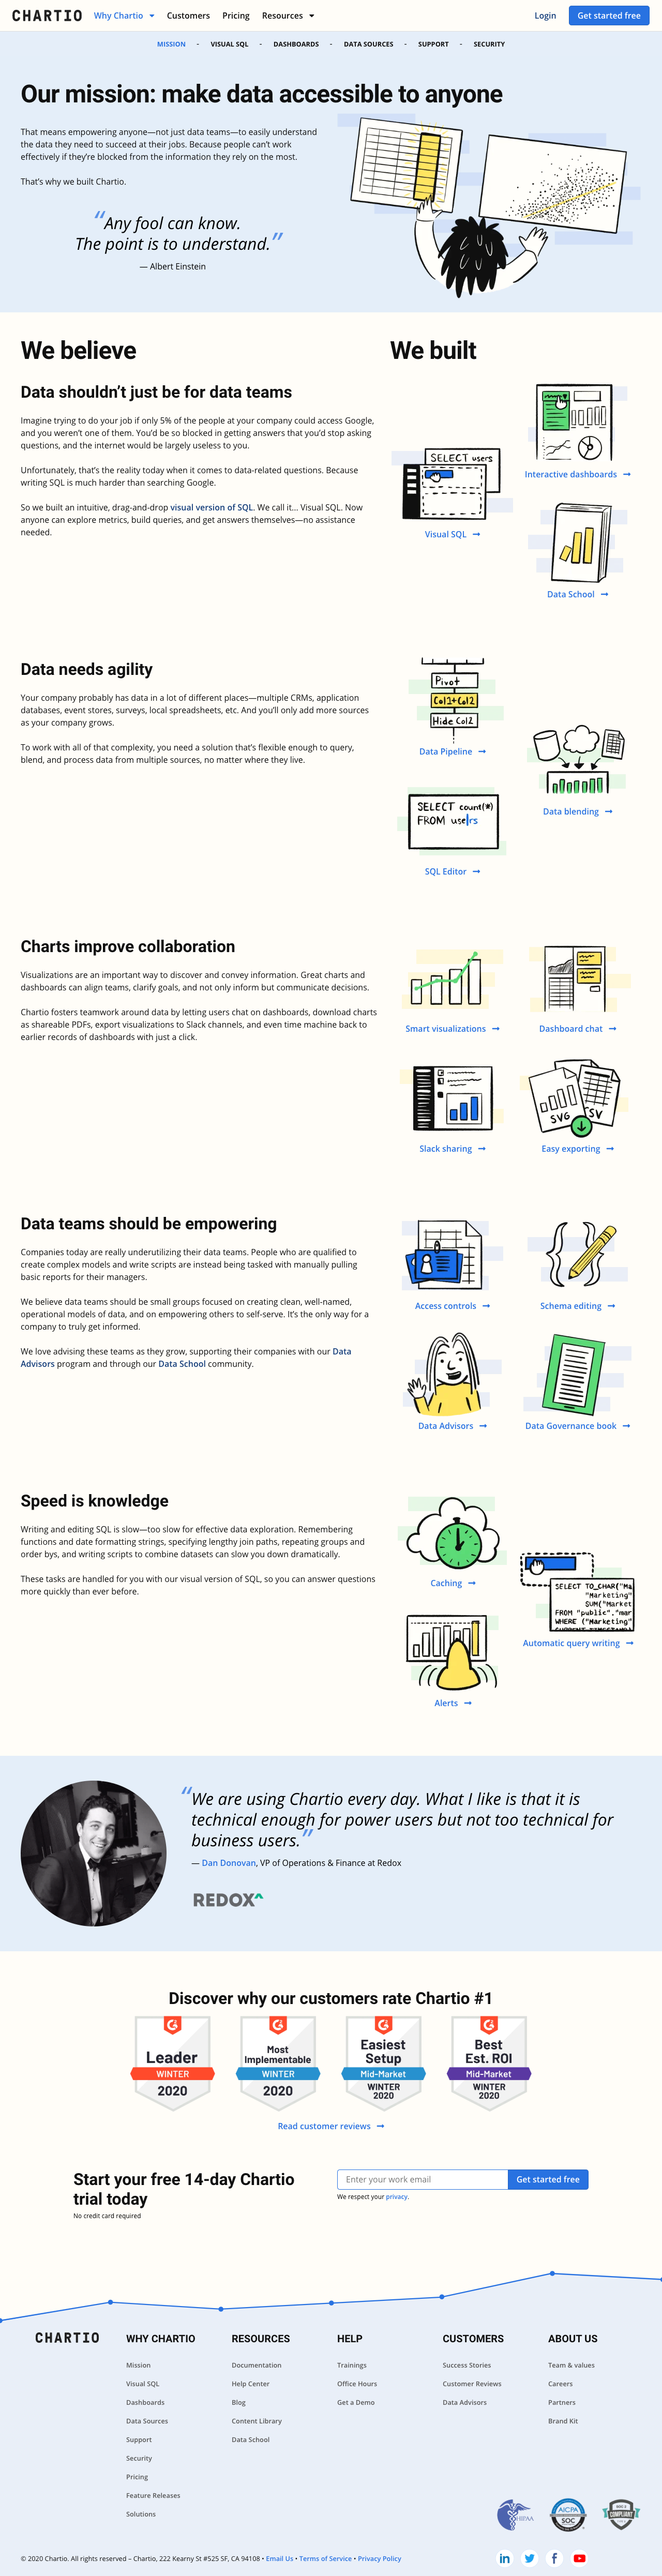 CHARTIO Why Chartio Customers Pricing Resources Login Get started free
MISSION - VISUAL SQL - DASHBOARDS - DATA SOURCES - SUPPORT - SECURITY
Our mission: make data accessible to anyone
That means empowering anyone—not just data teams—to easily understand
the data they need to succeed at their jobs. Because people can't work
effectively if they're blocked from the information they rely on the most.
That's why we built Chartio.
"Any fool can know.
The point is to understand."
— Albert Einstein
We believe
We built
Data shouldn't just be for data teams
Imagine trying to do your job if only 5% of the people at your company could access Google,
and you weren't one of them. You'd be so blocked in getting answers that you'd stop asking
questions, and the internet would be largely useless to you.
Unfortunately, that's the reality today when it comes to data-related questions. Because
writing SQL is much harder than searching Google.
So we built an intuitive, drag-and-drop visual version of SQL. We call it... Visual SQL. Now
anyone can explore metrics, build queries, and get answers themselves—no assistance
needed.
SELECT users
Visual SQL
Interactive dashboards
Data School
Data needs agility
Your company probably has data in a lot of different places—multiple CRMs, application
databases, event stores, surveys, local spreadsheets, etc. And you'll only add more sources
as your company grows.
To work with all of that complexity, you need a solution that's flexible enough to query,
blend, and process data from multiple sources, no matter where they live.
Pivot
Col1+Col2
Hide Col2
Data Pipeline
Data blending
SELECT count(*)
FROM users
SQL Editor
Charts improve collaboration
Visualizations are an important way to discover and convey information. Great charts and
dashboards can align teams, clarify goals, and not only inform but communicate decisions.
Chartio fosters teamwork around data by letting users chat on dashboards, download charts
as shareable PDFs, export visualizations to Slack channels, and even time machine back to
earlier records of dashboards with just a click.
Smart visualizations
Dashboard chat
Slack sharing
SVG
SV
Easy exporting
Data teams should be empowering
Companies today are really underutilizing their data teams. People who are qualified to
create complex models and write scripts are instead being tasked with manually pulling
basic reports for their managers.
We believe data teams should be small groups focused on creating clean, well-named,
operational models of data, and on empowering others to self-serve. It's the only way for a
company to truly get informed.
We love advising these teams as they grow, supporting their companies with our Data
Advisors program and through our Data School community.
Access controls
Schema editing
Data Advisors
Data Governance book
Speed is knowledge
Writing and editing SQL is slow—too slow for effective data exploration. Remembering
functions and date formatting strings, specifying lengthy join paths, repeating groups and
order bys, and writing scripts to combine datasets can slow you down dramatically.
These tasks are handled for you with our visual version of SQL, so you can answer questions
more quickly than ever before.
Caching
SELECT TO_CHAR("Ma
"Marketing"
SUM("Market
FROM "public"."mar
WHERE ("Marketing"
Automatic query writing
Alerts
"We are using Chartio every day. What I like is that it is
technical enough for power users but not too technical for
business users."
— Dan Donovan, VP of Operations & Finance at Redox
REDOX
Discover why our customers rate Chartio #1
Leader
WINTER
2020
Most
Implementable
WINTER
2020
Easiest
Setup
Mid-Market
WINTER
2020
Best
Est. ROI
Mid-Market
WINTER
2020
Read customer reviews
Start your free 14-day Chartio
trial today
No credit card required
Enter your work email Get started free
We respect your privacy.
CHARTIO
WHY CHARTIO
Mission
Visual SQL
Dashboards
Data Sources
Support
Security
Pricing
Feature Releases
Solutions
RESOURCES
Documentation
Help Center
Blog
Content Library
Data School
HELP
Trainings
Office Hours
Get a Demo
CUSTOMERS
Success Stories
Customer Reviews
Data Advisors
ABOUT US
Team & values
Careers
Partners
Brand Kit
HIPAA
AICPA
SOC
COMPLIANT
© 2020 Chartio. All rights reserved – Chartio, 222 Kearny St #525 SF, CA 94108 • Email Us • Terms of Service • Privacy Policy